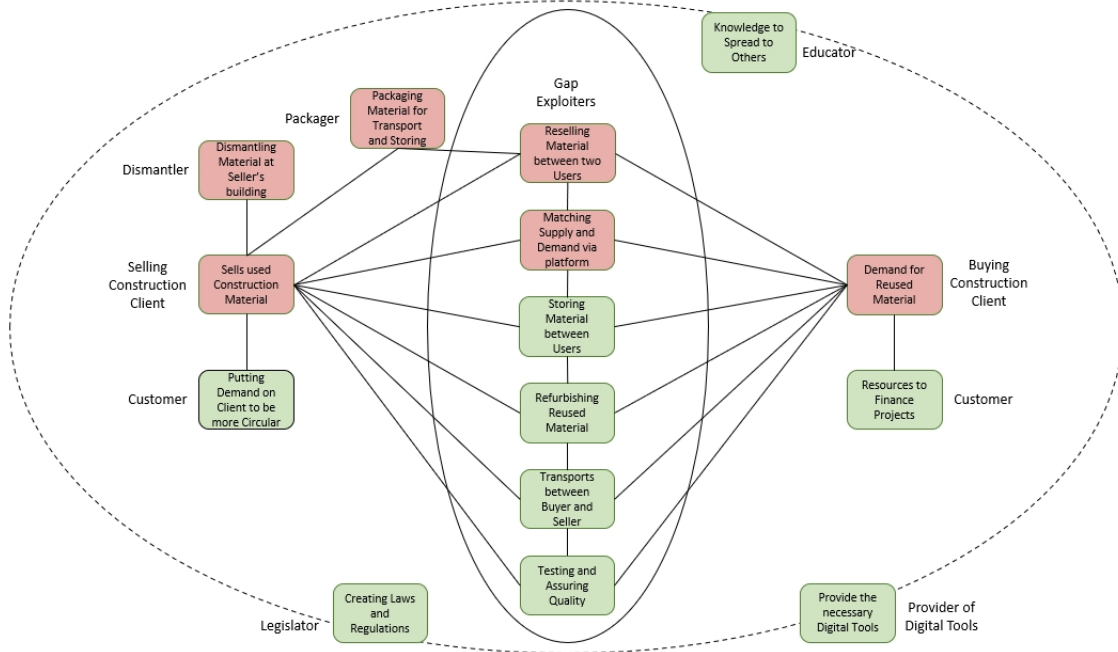 Knowledge to
Spread to
Others
Educator
Gap
Exploiters
Packager
Packaging
Material for
Transport
and Storing
Reselling
Material
between two
Users
Dismantler
Dismantling
Material at
Seller's
building
Matching
Supply and
Demand via
platform
Selling
Construction
Client
Sells used
Construction
Material
Demand for
Reused
Material
Buying
Construction
Client
Storing
Material
between
Users
Customer
Putting
Demand on
Client to be
more Circular
Refurbishing
Reused
Material
Resources to
Finance
Projects
Customer
Transports
between
Buyer and
Seller
Testing and
Assuring
Quality
Legislator
Creating Laws
and
Regulations
Provide the
necessary
Digital Tools
Provider of
Digital Tools